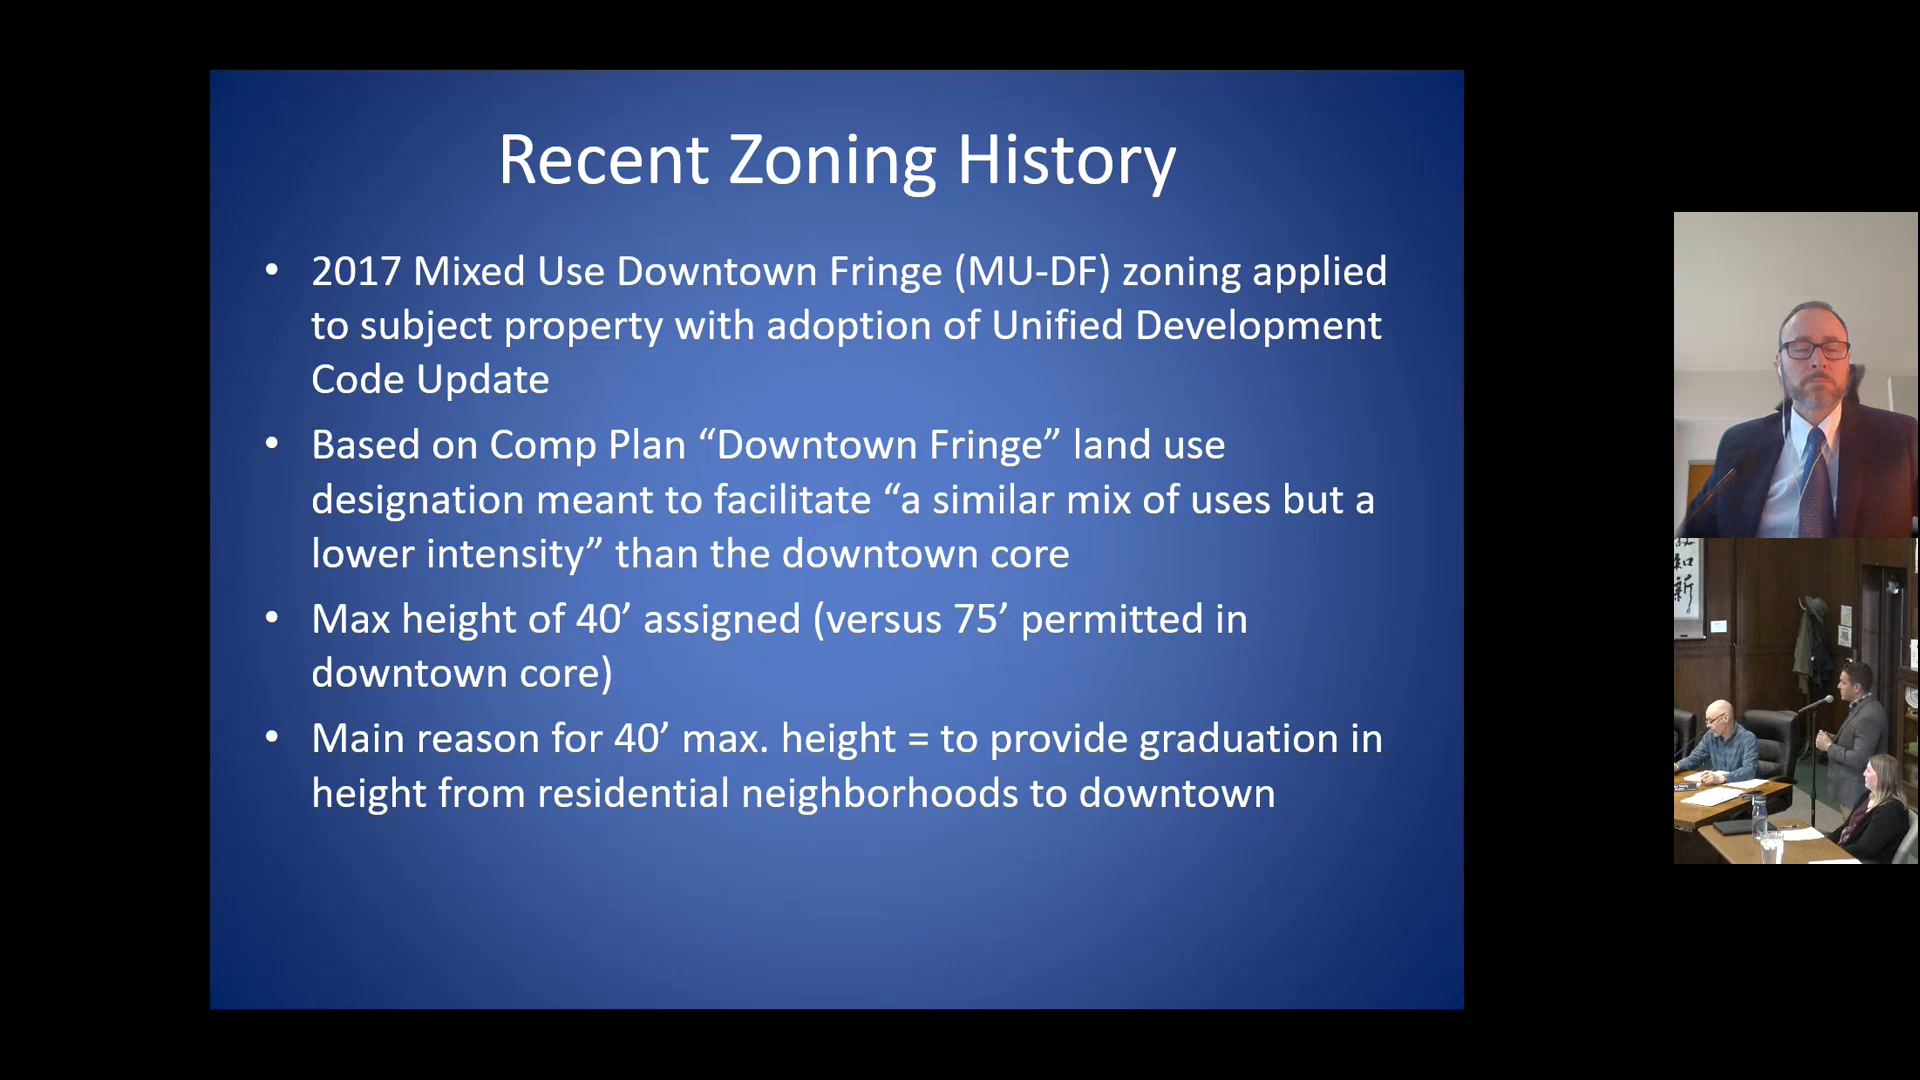 Recent Zoning History
• 2017 Mixed Use Downtown Fringe (MU-DF) zoning applied
to subject property with adoption of Unified Development
Code Update
• Based on Comp Plan “Downtown Fringe” land use
designation meant to facilitate “a similar mix of uses but a
lower intensity” than the downtown core
• Max height of 40’ assigned (versus 75’ permitted in
downtown core)
• Main reason for 40’ max. height = to provide graduation in
height from residential neighborhoods to downtown
知
新